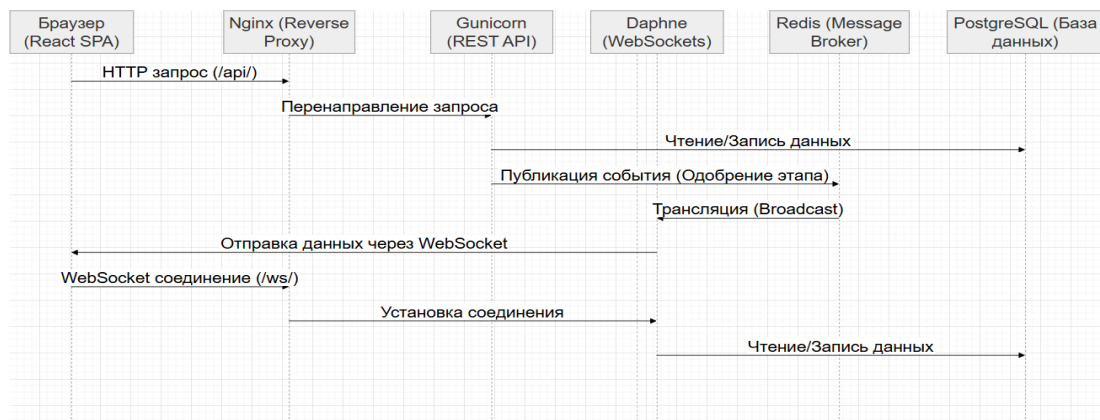 Браузер
(React SPA)
Nginx (Reverse
Proxy)
Gunicorn
(REST API)
Daphne
(WebSockets)
Redis (Message
Broker)
PostgreSQL (База
данных)
HTTP запрос (/api/)
Перенаправление запроса
Чтение/Запись данных
Публикация события (Одобрение этапа)
Трансляция (Broadcast)
Отправка данных через WebSocket
WebSocket соединение (/ws/)
Установка соединения
Чтение/Запись данных